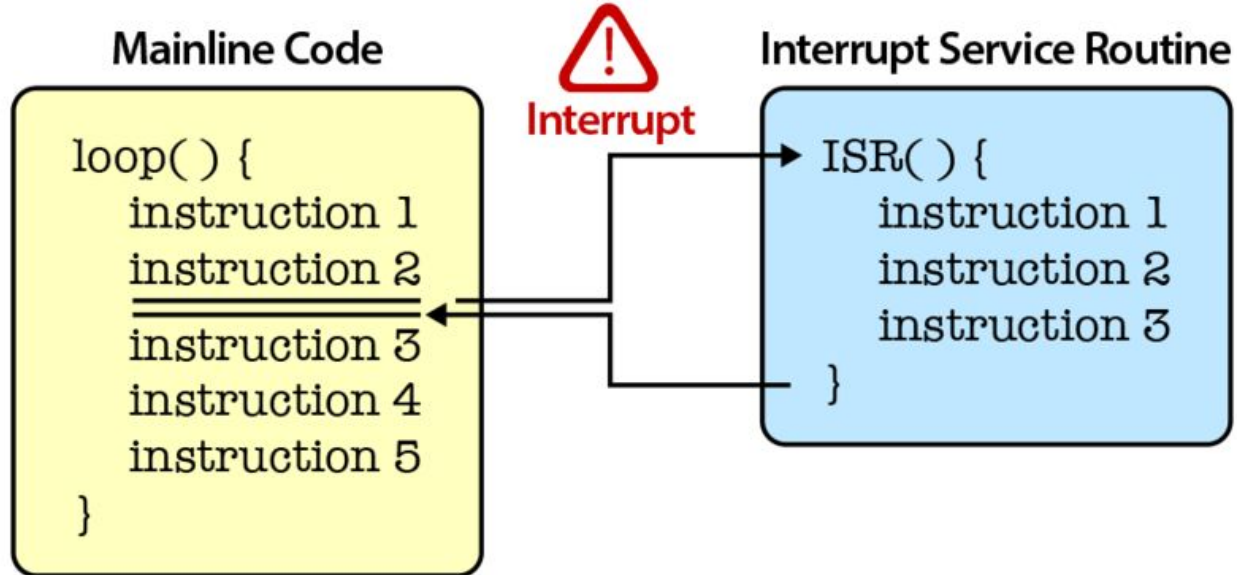 Mainline Code
loop( ) {
instruction 1
instruction 2
instruction 3
instruction 4
instruction 5
}
!
Interrupt
Interrupt Service Routine
ISR( ) {
instruction 1
instruction 2
instruction 3
}